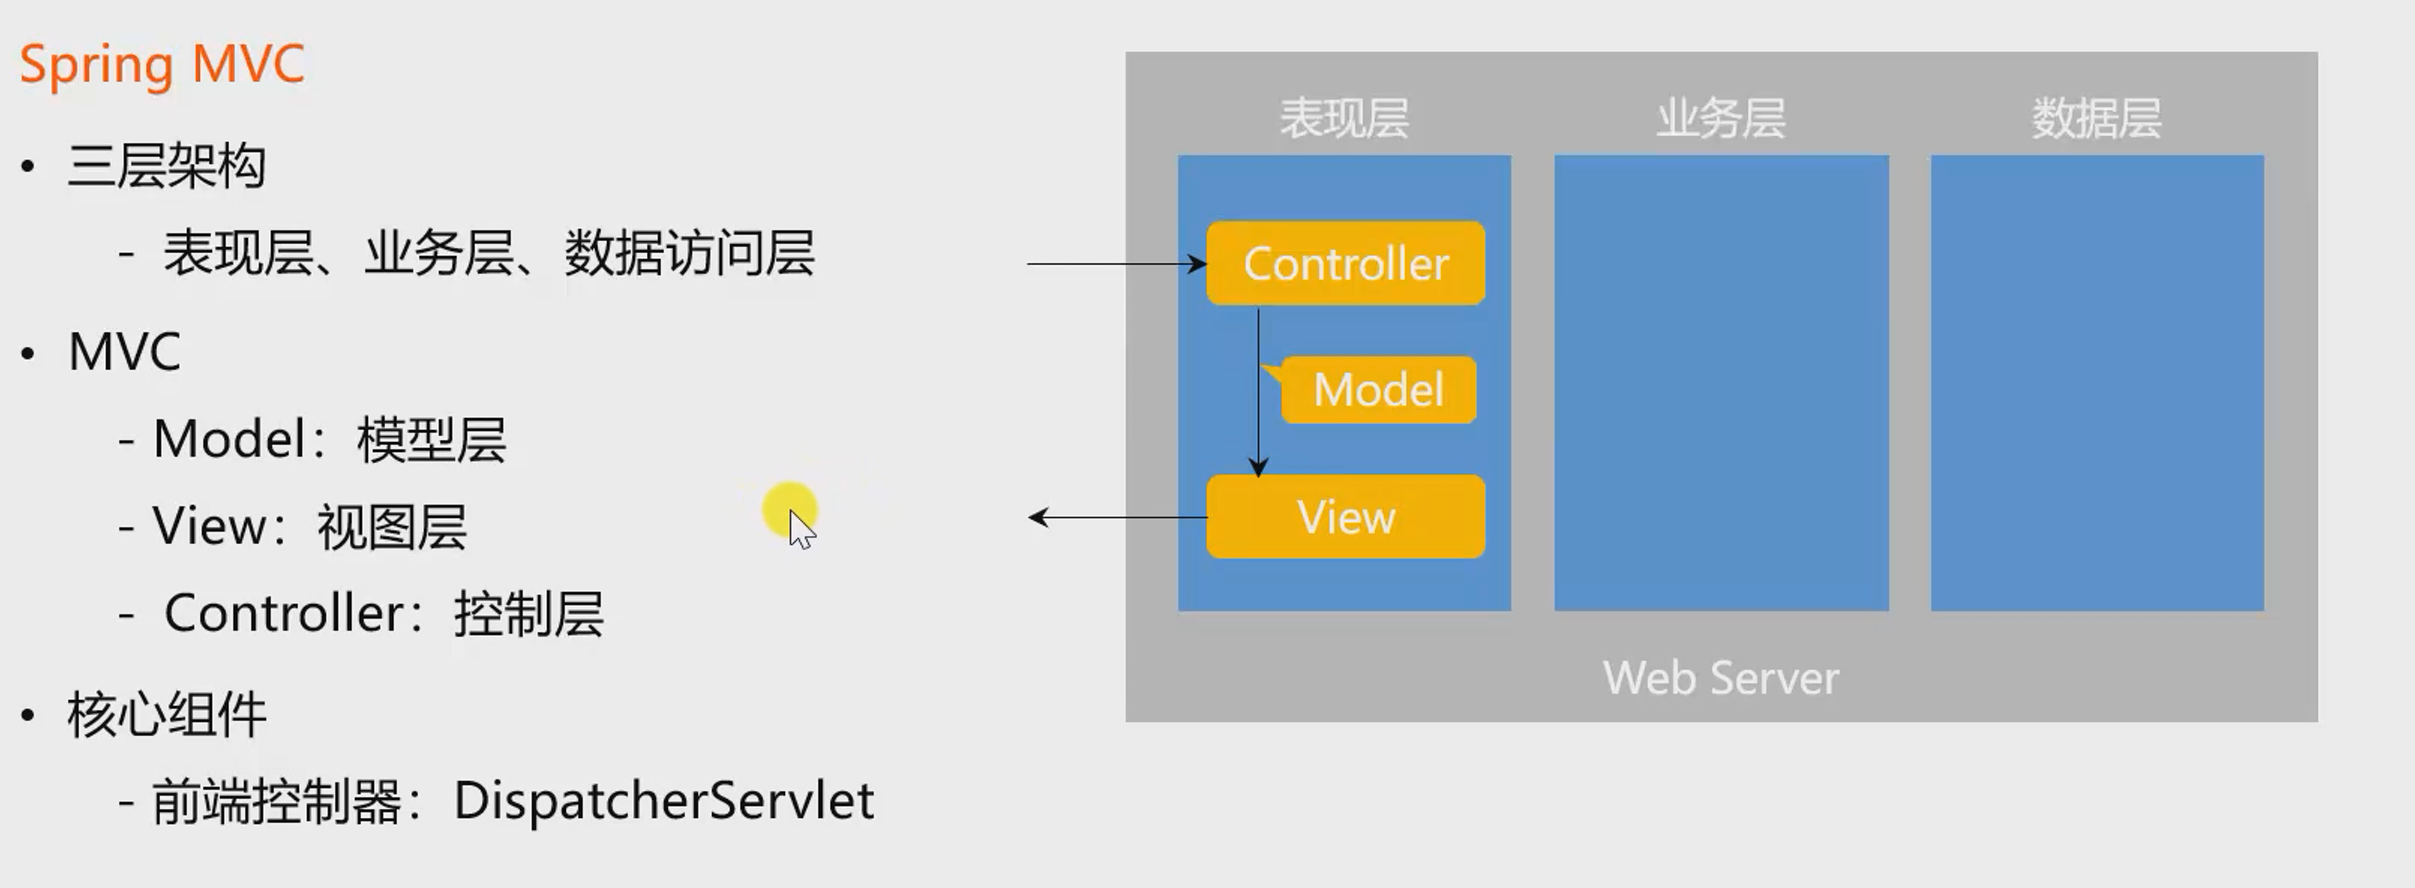 Spring MVC
• 三层架构
- 表现层、业务层、数据访问层
• MVC
- Model：模型层
- View：视图层
- Controller：控制层
• 核心组件
- 前端控制器：DispatcherServlet
表现层 业务层 数据层
Controller
Model
View
Web Server